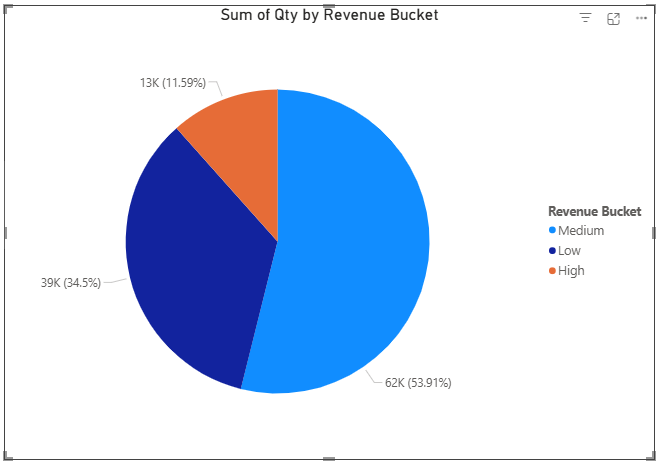 Sum of Qty by Revenue Bucket
13K (11.59%)
39K (34.5%)
62K (53.91%)
Revenue Bucket
Medium
Low
High